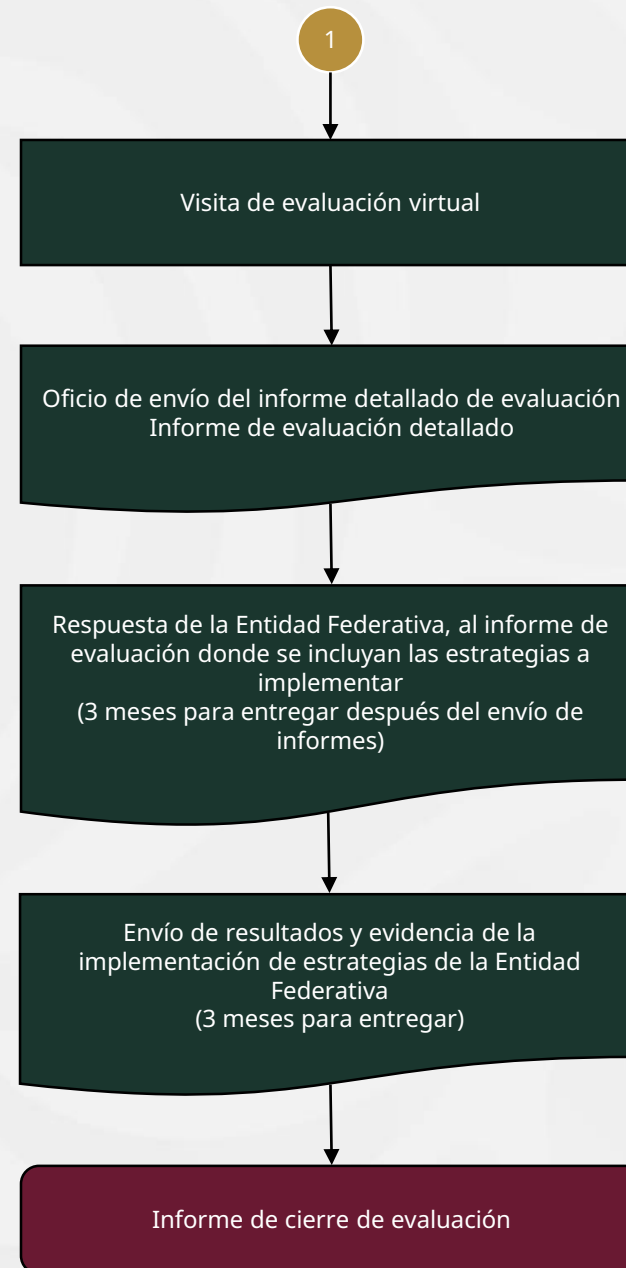 1
Visita de evaluación virtual
Oficio de envío del informe detallado de evaluación
Informe de evaluación detallado
Respuesta de la Entidad Federativa, al informe de
evaluación donde se incluyan las estrategias a
implementar
(3 meses para entregar después del envío de
informes)
Envío de resultados y evidencia de la
implementación de estrategias de la Entidad
Federativa
(3 meses para entregar)
Informe de cierre de evaluación